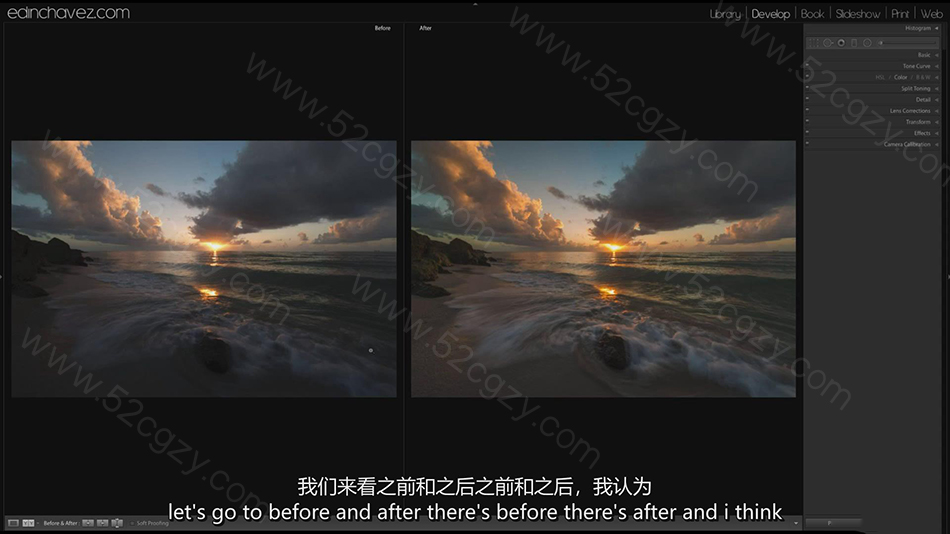 edinchavez.com
Library | Develop | Book | Slideshow | Print | Web
Before
After
Histogram
Basic
Tone Curve
HSL / Color / B & W
Split Toning
Detail
Lens Corrections
Transform
Effects
Camera Calibration
www.52cgzy.com
www.52cgzy.com
www.52cgzy.com
www.52cgzy.com
我们来看之前和之后之前和之后，我认为
let's go to before and after there's before there's after and i think
Before & After :
Soft Proofing